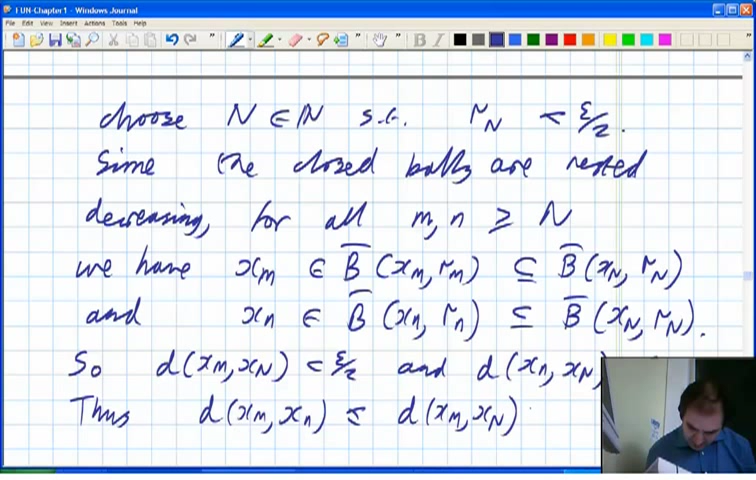 FUN-Chapter1 - Windows Journal
File Edit View Insert Actions Tools Help
B I
choose N ∈ ℕ s.t. r_N < ε/2.
Since the closed balls are nested
decreasing, for all m, n ≥ N
we have x_m ∈ B̄(x_m, r_m) ⊆ B̄(x_N, r_N)
and x_n ∈ B̄(x_n, r_n) ⊆ B̄(x_N, r_N).
So d(x_m, x_N) < ε/2 and d(x_n, x_N)
Thus d(x_m, x_n) ≤ d(x_m, x_N)